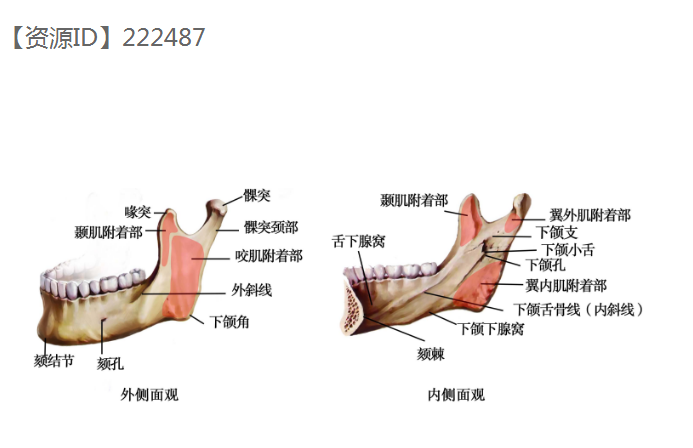 【资源ID】222487
髁突
喙突
髁突颈部
颞肌附着部
咬肌附着部
外斜线
下颌角
颏结节
颏孔
外侧面观
颞肌附着部
翼外肌附着部
下颌支
舌下腺窝
下颌小舌
下颌孔
翼内肌附着部
下颌舌骨线（内斜线）
下颌下腺窝
颏棘
内侧面观